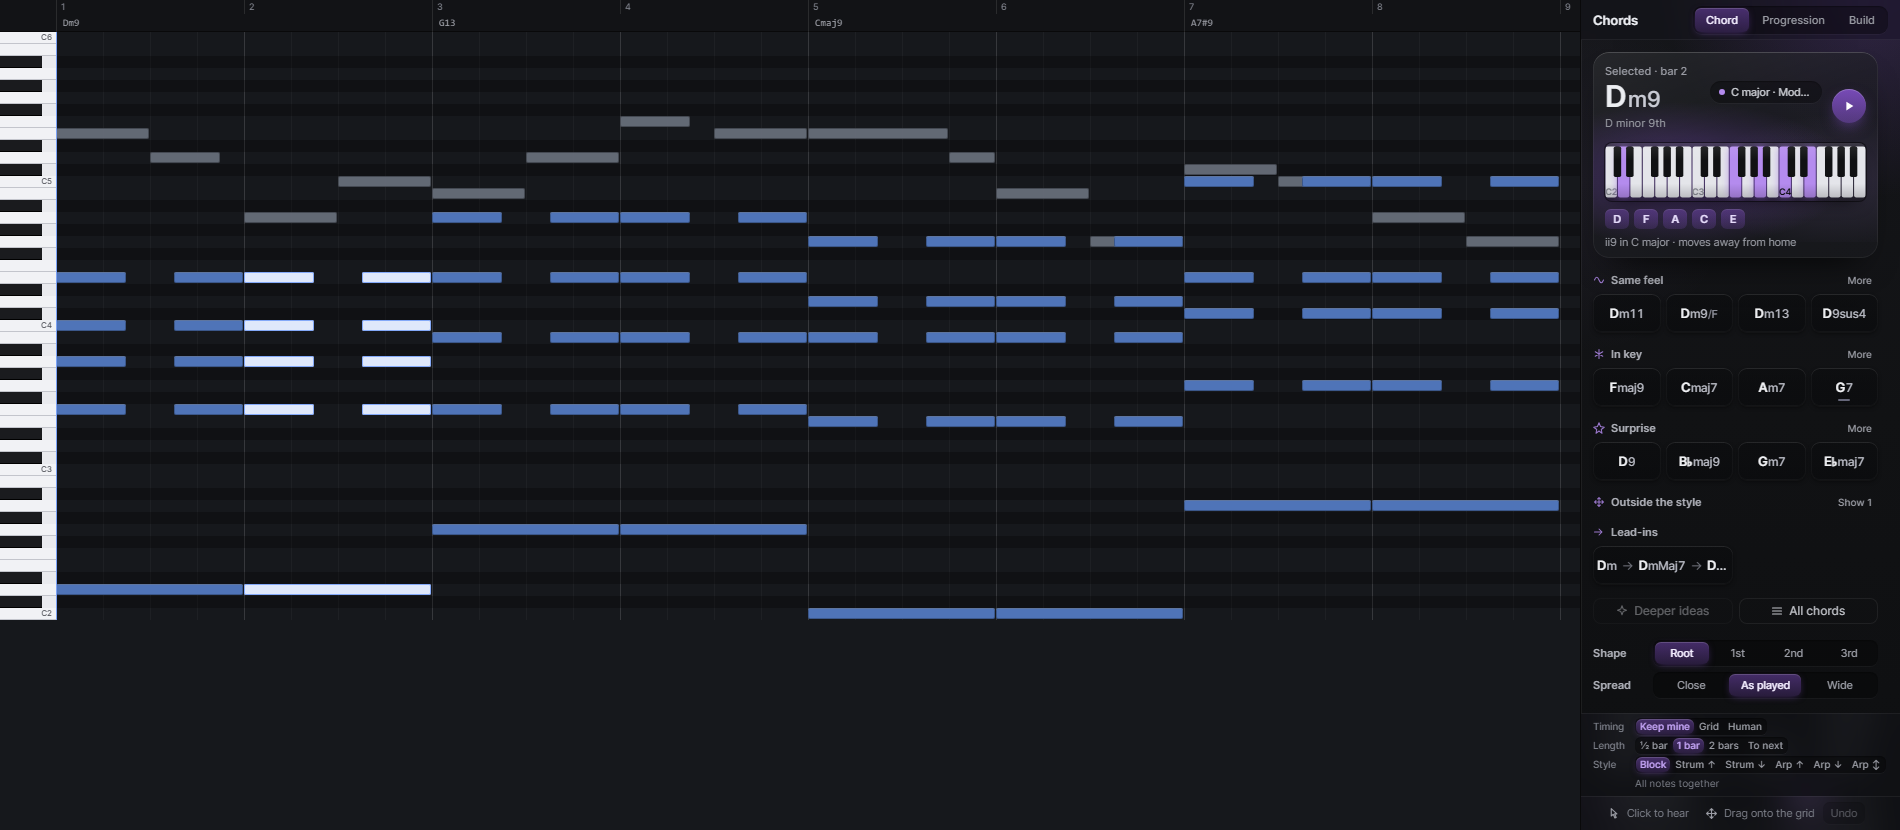 1 2 3 4 5 6 7 8 9
Dm9 G13 Cmaj9 A7#9
C6
C5
C4
C3
C2
Chords Chord Progression Build
Selected · bar 2
Dm9
C major · Mod...
D minor 9th
C2 C3 C4
D F A C E
ii9 in C major · moves away from home
Same feel More
Dm11 Dm9/F Dm13 D9sus4
In key More
Fmaj9 Cmaj7 Am7 G7
Surprise More
D9 B♭maj9 Gm7 E♭maj7
Outside the style Show 1
Lead-ins
Dm → DmMaj7 → D...
Deeper ideas All chords
Shape Root 1st 2nd 3rd
Spread Close As played Wide
Timing Keep mine Grid Human
Length ½ bar 1 bar 2 bars To next
Style Block Strum ↑ Strum ↓ Arp ↑ Arp ↓ Arp ↕
All notes together
Click to hear Drag onto the grid Undo